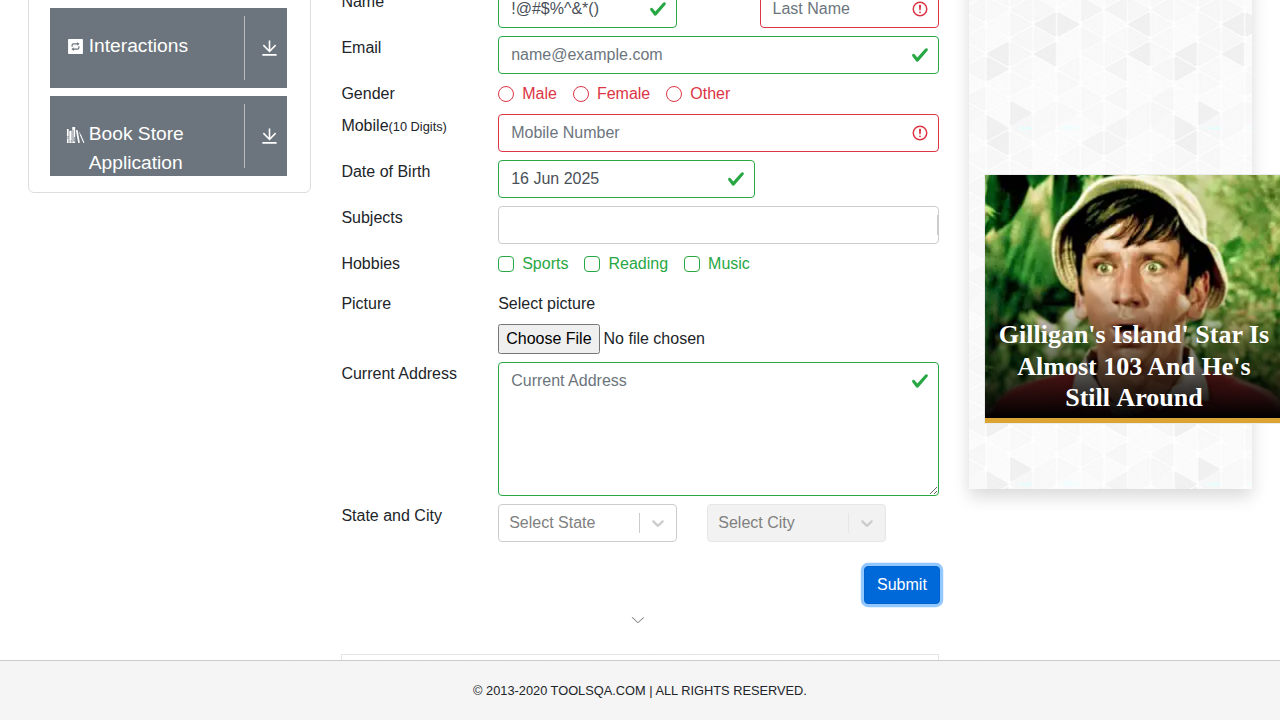 Name
!@#$%^&*()
Last Name
Interactions
Email
name@example.com
Gender
Male
Female
Other
Mobile(10 Digits)
Mobile Number
Book Store
Application
Date of Birth
16 Jun 2025
Subjects
Hobbies
Sports
Reading
Music
Picture
Select picture
Choose File
No file chosen
Current Address
Current Address
State and City
Select State
Select City
Submit
Gilligan's Island' Star Is
Almost 103 And He's
Still Around
© 2013-2020 TOOLSQA.COM | ALL RIGHTS RESERVED.